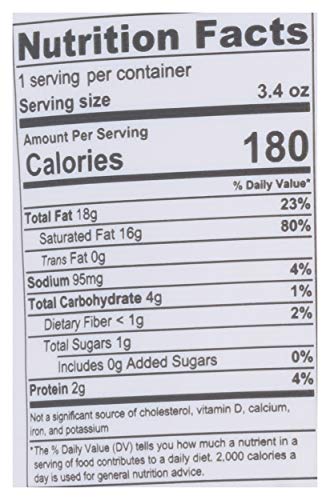 Nutrition Facts
1 serving per container
Serving size 3.4 oz
Amount Per Serving
Calories 180
% Daily Value*
Total Fat 18g 23%
Saturated Fat 16g 80%
Trans Fat 0g
Sodium 95mg 4%
Total Carbohydrate 4g 1%
Dietary Fiber < 1g 2%
Total Sugars 1g
Includes 0g Added Sugars 0%
Protein 2g 4%
Not a significant source of cholesterol, vitamin D, calcium,
iron, and potassium
*The % Daily Value (DV) tells you how much a nutrient in a
serving of food contributes to a daily diet. 2,000 calories a
day is used for general nutrition advice.